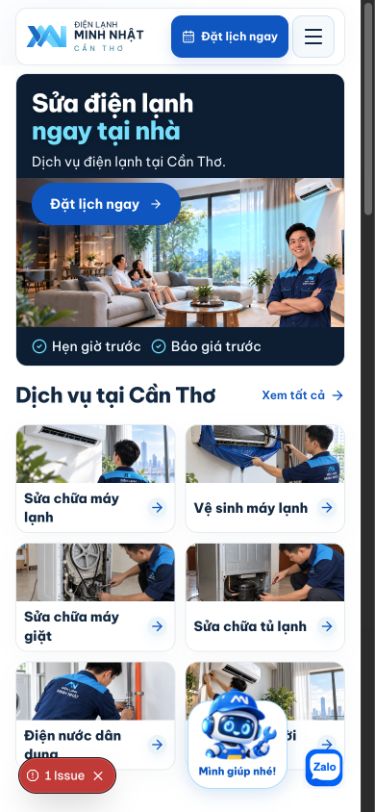 ĐIỆN LẠNH
MINH NHẬT
CẦN THƠ
Đặt lịch ngay
Sửa điện lạnh
ngay tại nhà
Dịch vụ điện lạnh tại Cần Thơ.
Đặt lịch ngay
Hẹn giờ trước
Báo giá trước
Dịch vụ tại Cần Thơ
Xem tất cả
Sửa chữa máy
lạnh
Vệ sinh máy lạnh
Sửa chữa máy
giặt
Sửa chữa tủ lạnh
Điện nước dân
dụng
Mình giúp nhé!
Zalo
1 Issue